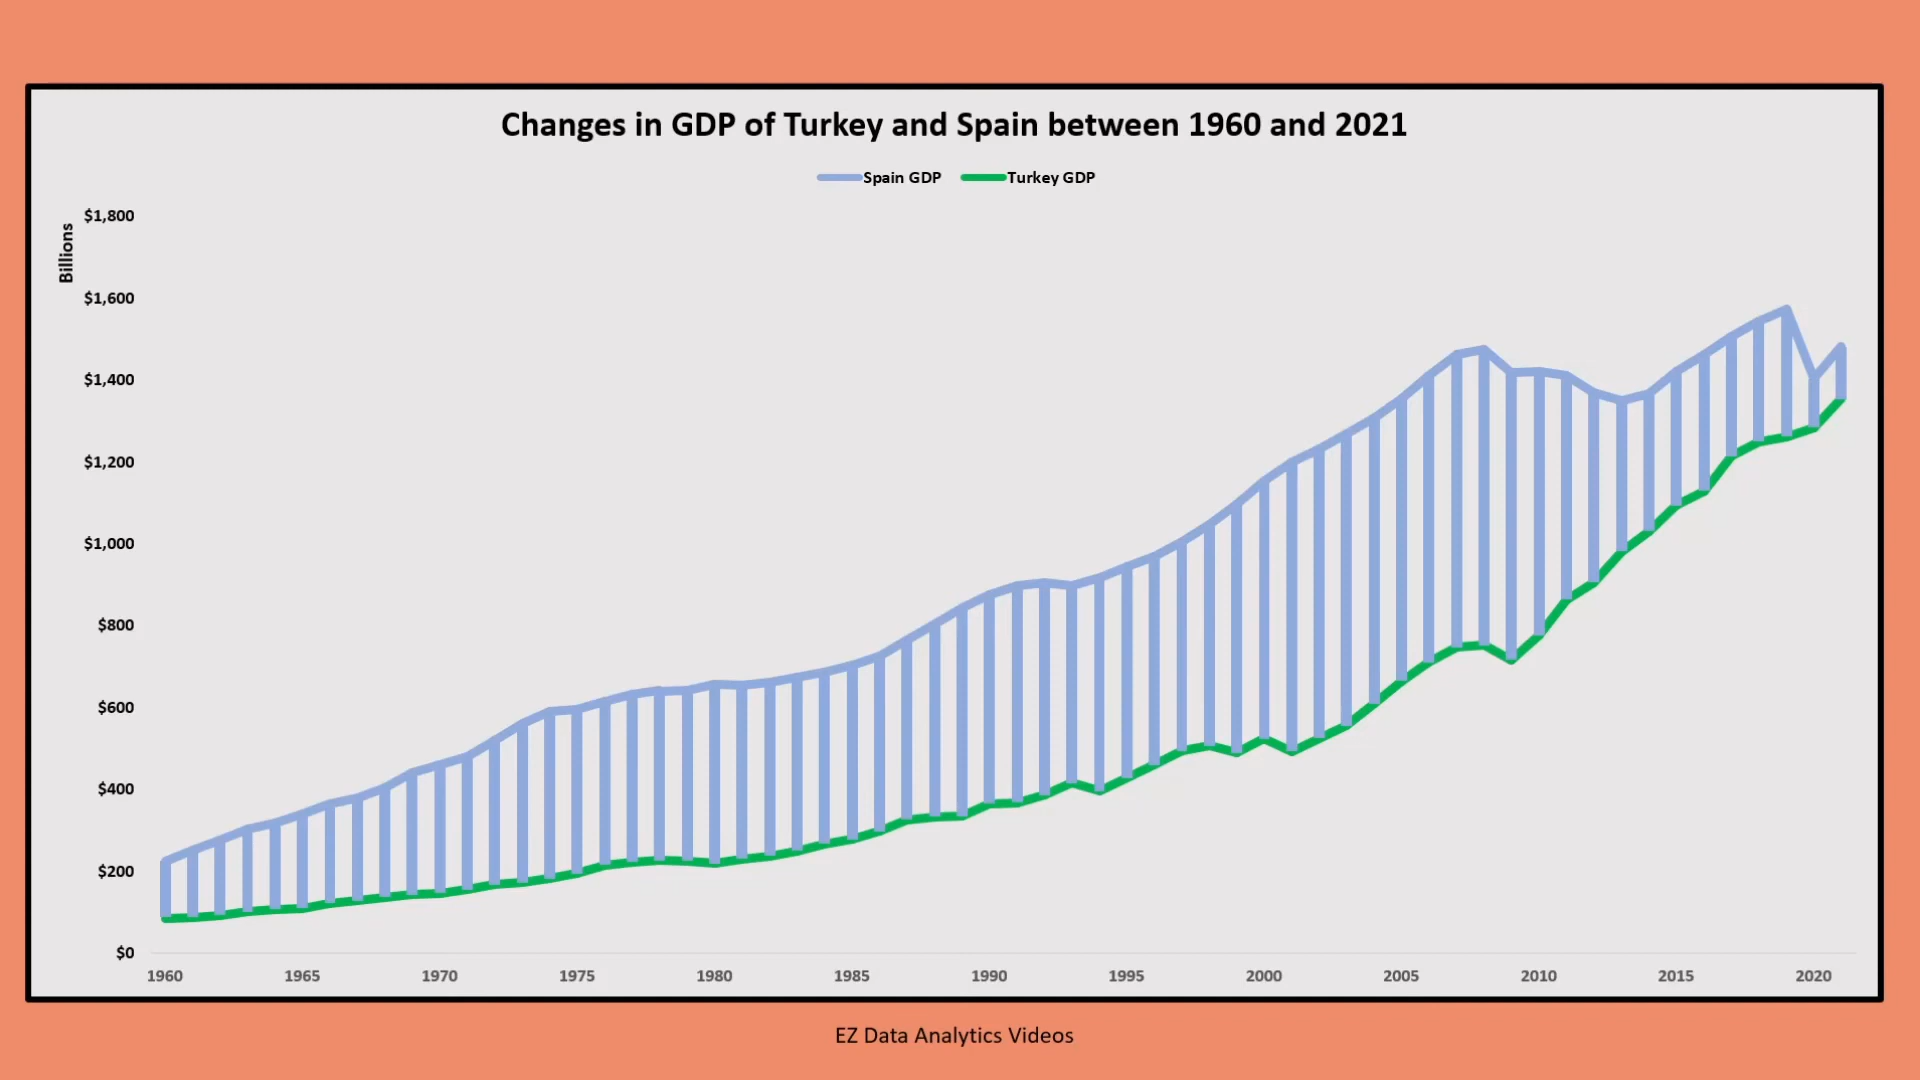 Changes in GDP of Turkey and Spain between 1960 and 2021
Spain GDP Turkey GDP
Billions
$1,800
$1,600
$1,400
$1,200
$1,000
$800
$600
$400
$200
$0
1960 1965 1970 1975 1980 1985 1990 1995 2000 2005 2010 2015 2020
EZ Data Analytics Videos